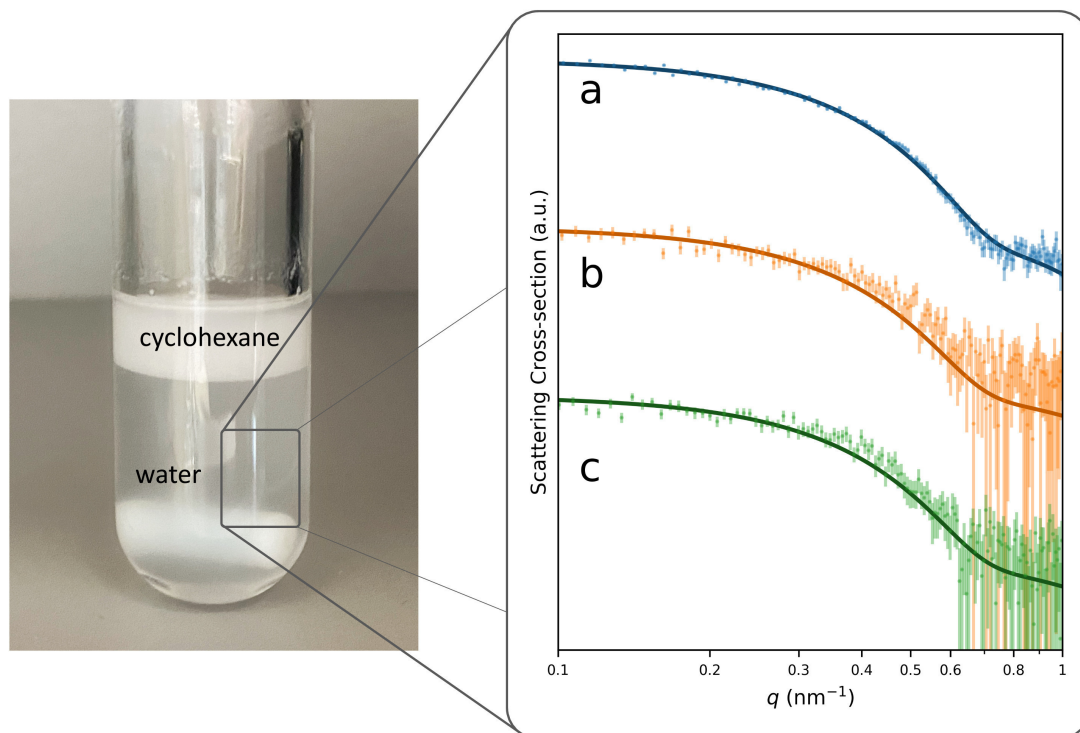 cyclohexane
water
a
b
c
Scattering Cross-section (a.u.)
0.1 0.2 0.3 0.4 0.5 0.6 0.8 1
q (nm⁻¹)